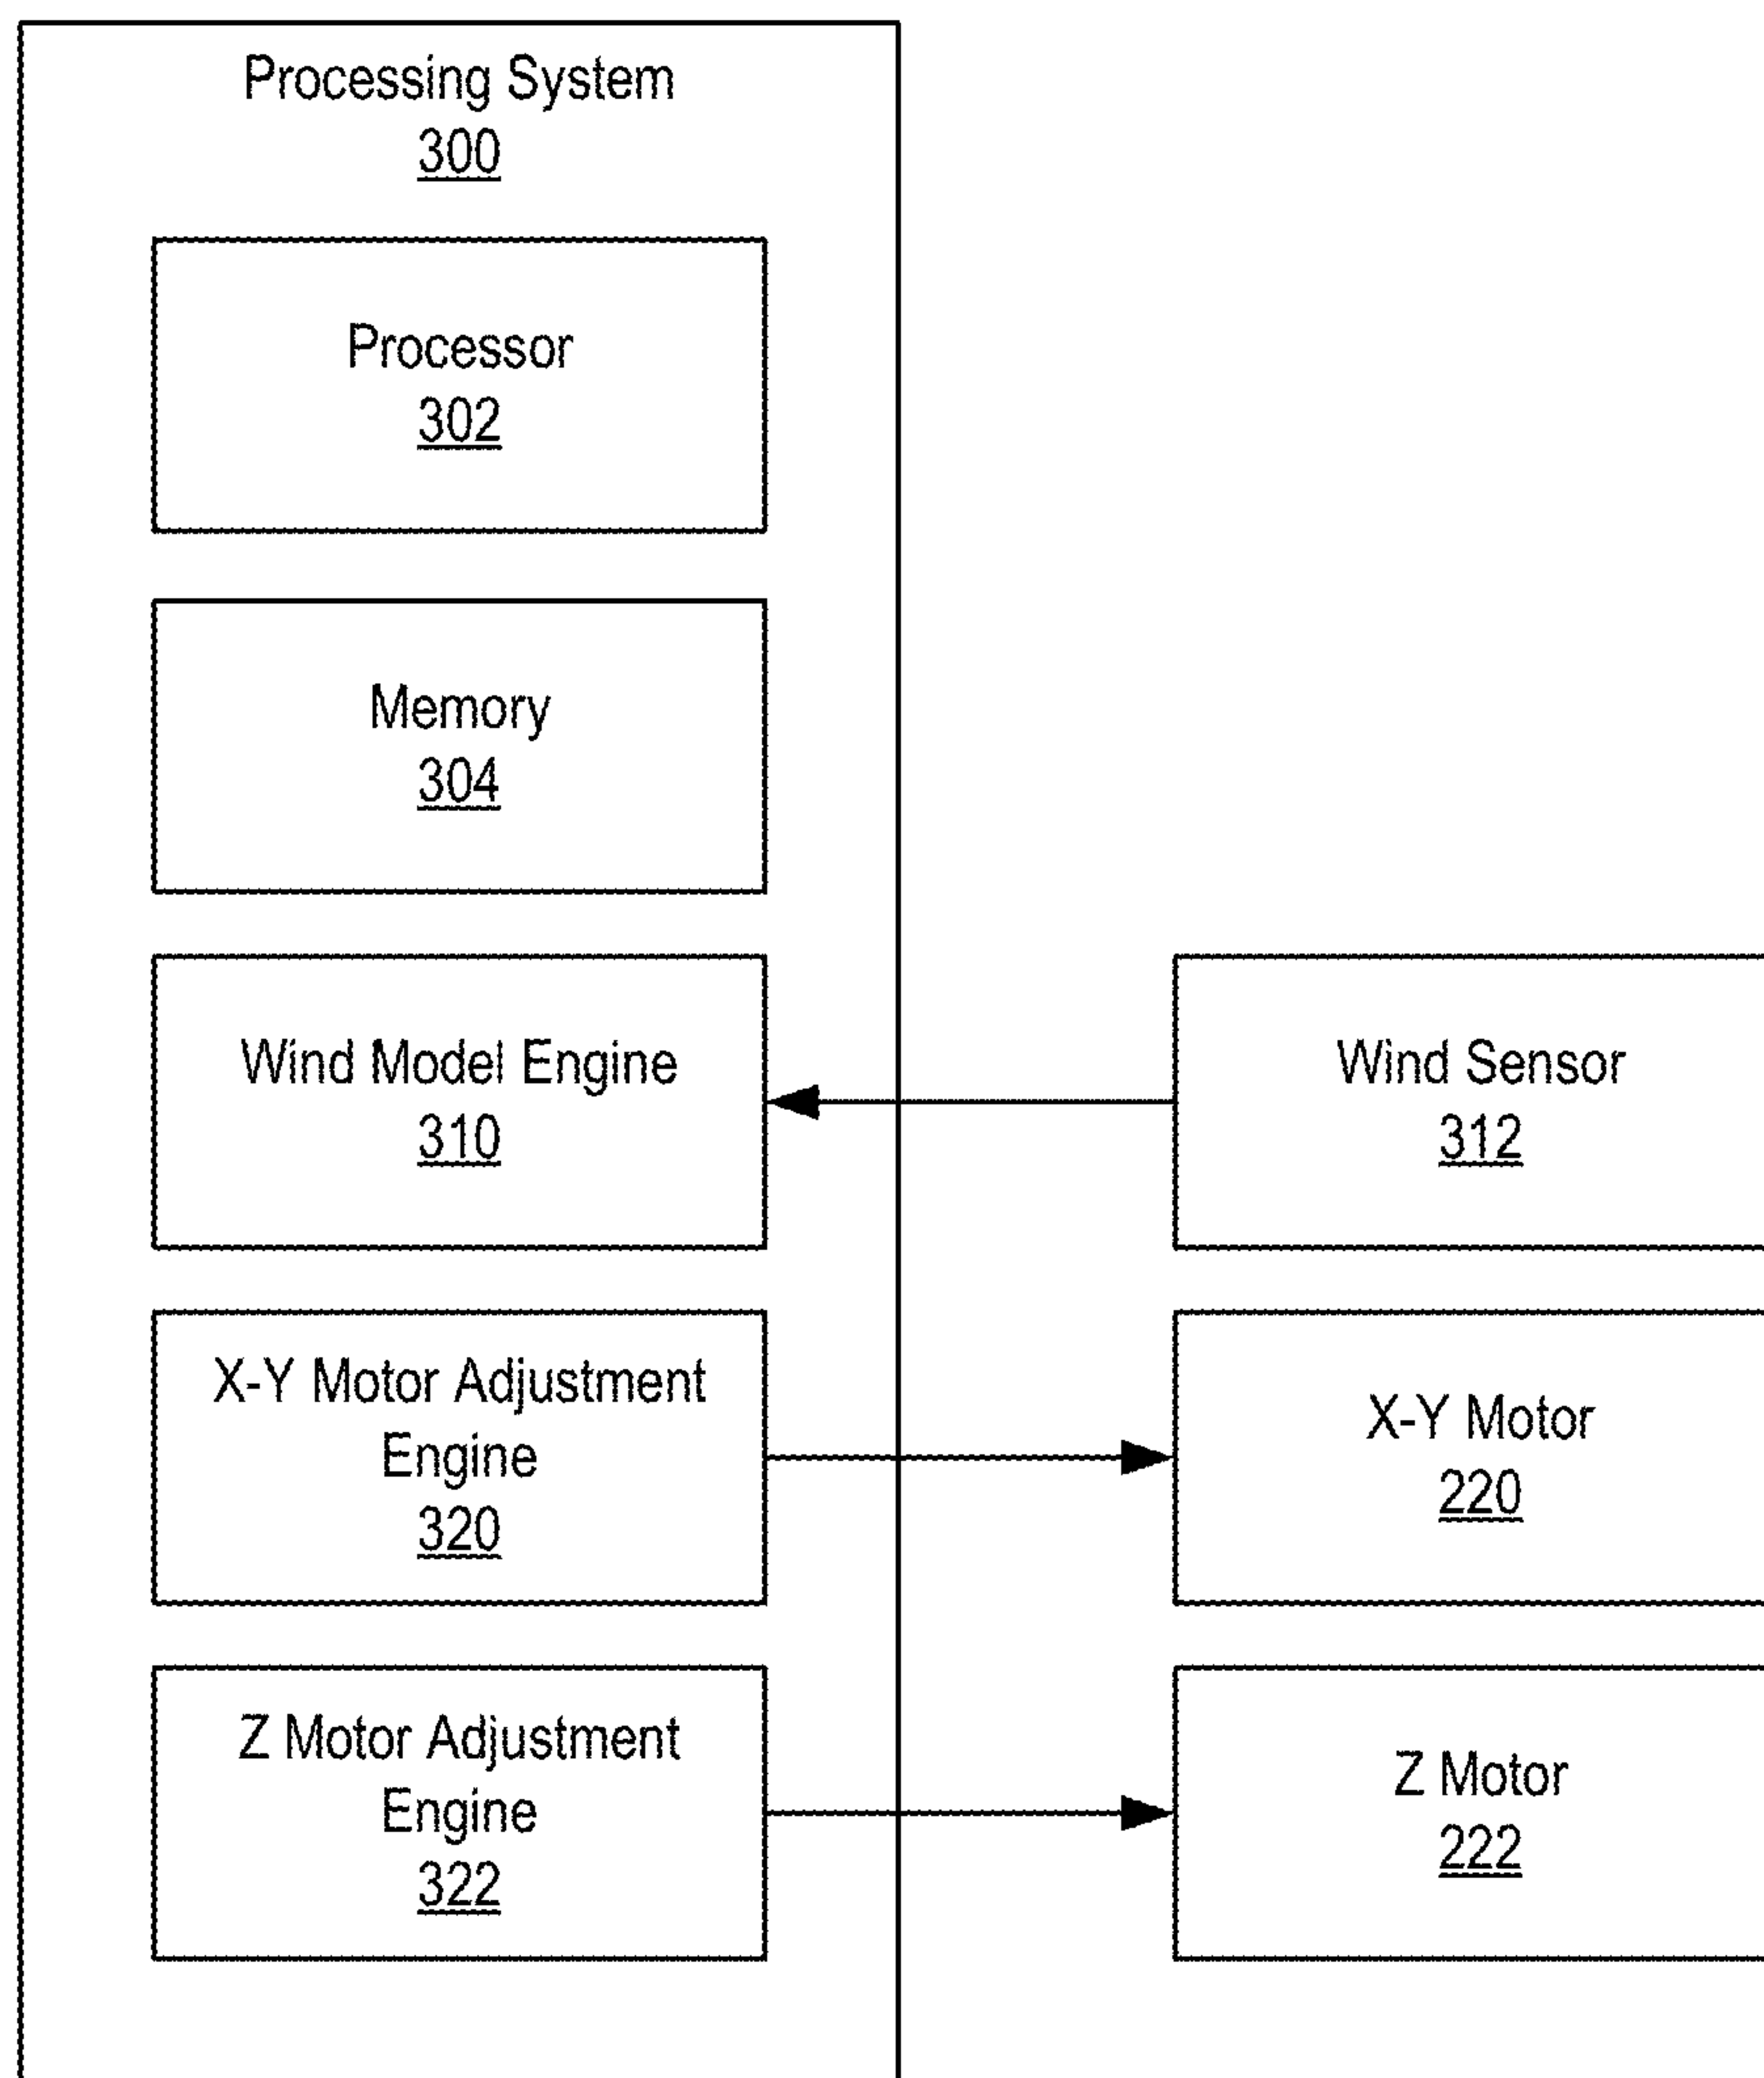 Processing System
300
Processor
302
Memory
304
Wind Model Engine
310
Wind Sensor
312
X-Y Motor Adjustment
Engine
320
X-Y Motor
220
Z Motor Adjustment
Engine
322
Z Motor
222